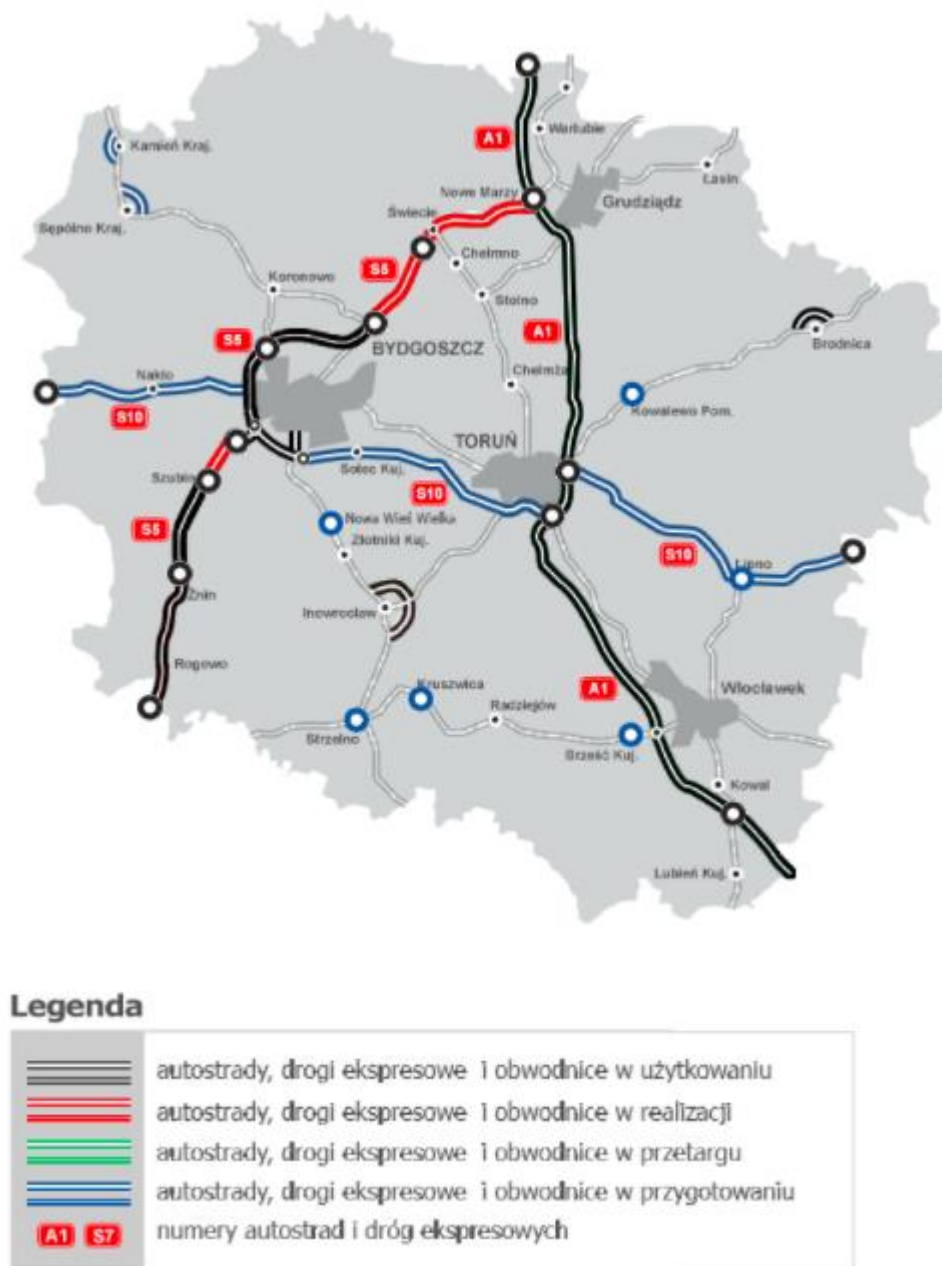 A1
Warlubie
Kamień Kraj.
Łasin
Nowe Marzy
Grudziądz
Świecie
Sępólno Kraj.
Chełmno
S5
Koronowo
Stolno
A1
S5
BYDGOSZCZ
Brodnica
Nakło
Chełmża
S10
Kowalewo Pom.
TORUŃ
Szubin
Solec Kuj.
S10
Nowa Wieś Wielka
S5
Złotniki Kuj.
S10
Lipno
Żnin
Inowrocław
Rogowo
A1
Włocławek
Kruszwica
Radziejów
Strzelno
Brześć Kuj.
Kowal
Lubień Kuj.
Legenda
autostrady, drogi ekspresowe i obwodnice w użytkowaniu
autostrady, drogi ekspresowe i obwodnice w realizacji
autostrady, drogi ekspresowe i obwodnice w przetargu
autostrady, drogi ekspresowe i obwodnice w przygotowaniu
A1 S7 numery autostrad i dróg ekspresowych